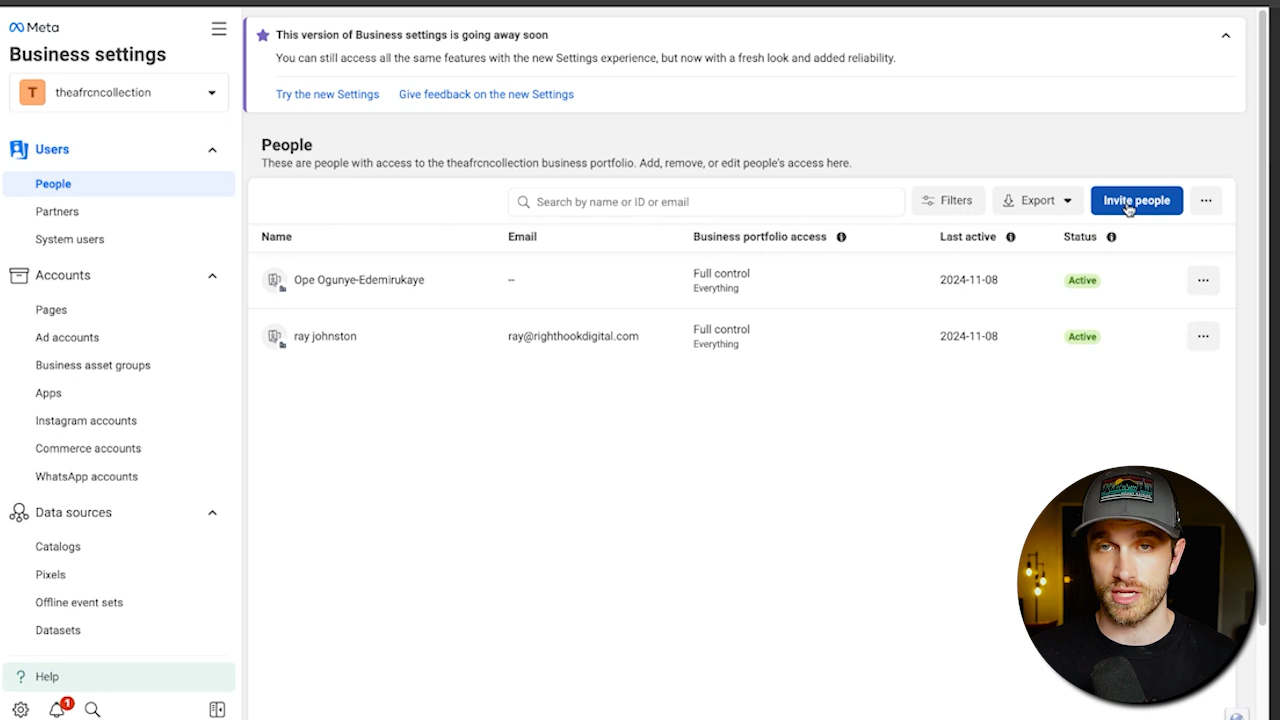 Meta
Business settings
T
theafrcncollection
Users
People
Partners
System users
Accounts
Pages
Ad accounts
Business asset groups
Apps
Instagram accounts
Commerce accounts
WhatsApp accounts
Data sources
Catalogs
Pixels
Offline event sets
Datasets
? Help
1
This version of Business settings is going away soon
You can still access all the same features with the new Settings experience, but now with a fresh look and added reliability.
Try the new Settings Give feedback on the new Settings
People
These are people with access to the theafrcncollection business portfolio. Add, remove, or edit people's access here.
Search by name or ID or email Filters Export Invite people ...
Name Email Business portfolio access Last active Status
Ope Ogunye-Edemirukaye -- Full control 2024-11-08 Active ...
Everything
ray johnston ray@righthookdigital.com Full control 2024-11-08 Active ...
Everything